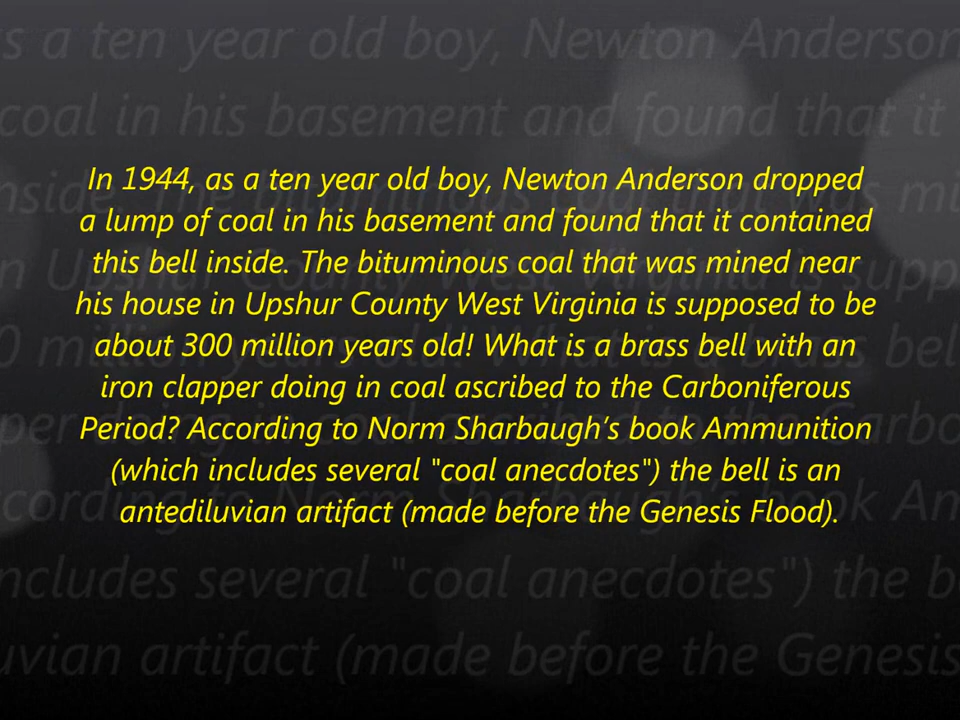 In 1944, as a ten year old boy, Newton Anderson dropped
a lump of coal in his basement and found that it contained
this bell inside. The bituminous coal that was mined near
his house in Upshur County West Virginia is supposed to be
about 300 million years old! What is a brass bell with an
iron clapper doing in coal ascribed to the Carboniferous
Period? According to Norm Sharbaugh's book Ammunition
(which includes several "coal anecdotes") the bell is an
antediluvian artifact (made before the Genesis Flood).